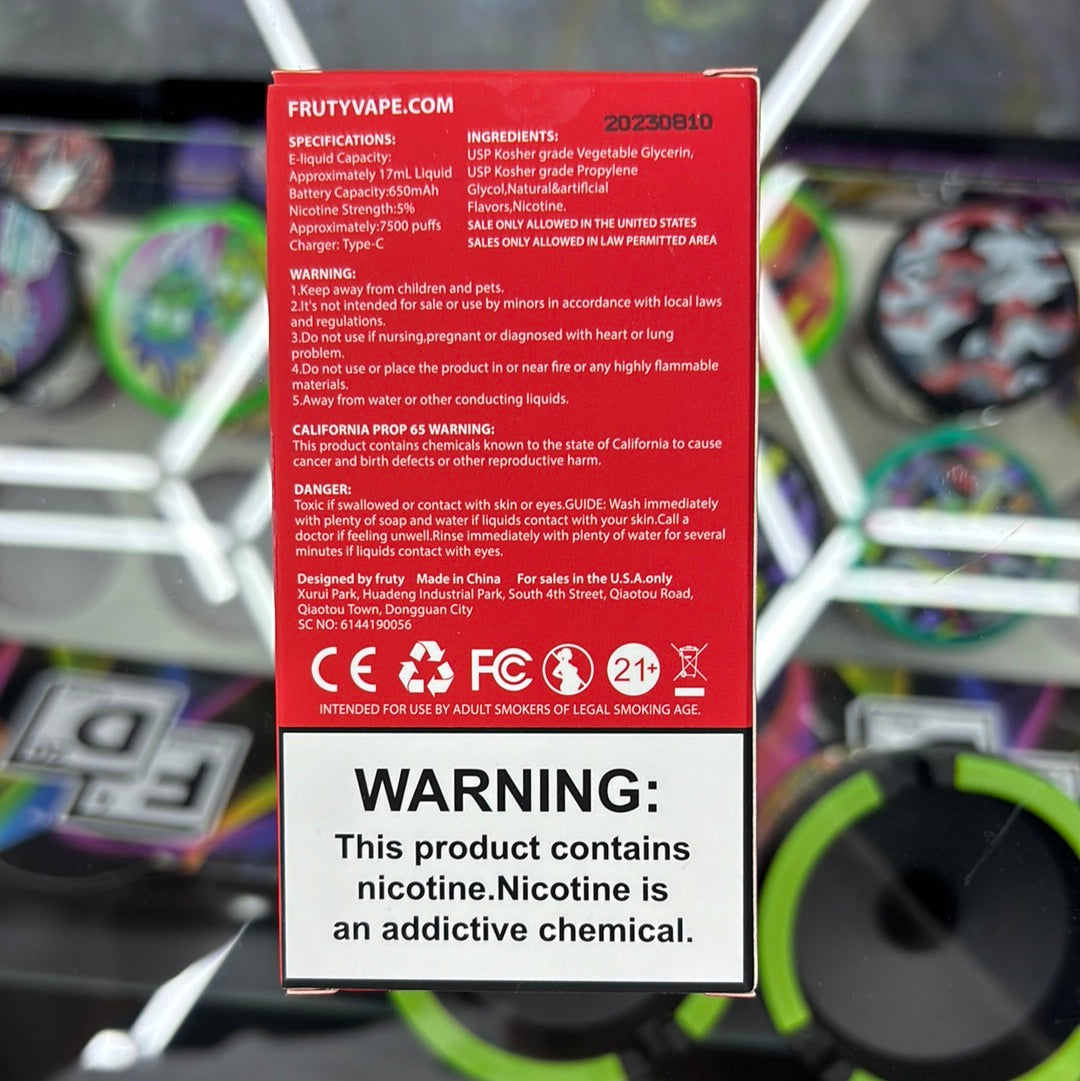 FRUTYVAPE.COM
20230810
SPECIFICATIONS:
E-liquid Capacity:
Approximately 17mL Liquid
Battery Capacity:650mAh
Nicotine Strength:5%
Approximately:7500 puffs
Charger: Type-C
INGREDIENTS:
USP Kosher grade Vegetable Glycerin,
USP Kosher grade Propylene
Glycol,Natural&artificial
Flavors,Nicotine.
SALE ONLY ALLOWED IN THE UNITED STATES
SALES ONLY ALLOWED IN LAW PERMITTED AREA
WARNING:
1.Keep away from children and pets.
2.It's not intended for sale or use by minors in accordance with local laws
and regulations.
3.Do not use if nursing,pregnant or diagnosed with heart or lung
problem.
4.Do not use or place the product in or near fire or any highly flammable
materials.
5.Away from water or other conducting liquids.
CALIFORNIA PROP 65 WARNING:
This product contains chemicals known to the state of California to cause
cancer and birth defects or other reproductive harm.
DANGER:
Toxic if swallowed or contact with skin or eyes.GUIDE: Wash immediately
with plenty of soap and water if liquids contact with your skin.Call a
doctor if feeling unwell.Rinse immediately with plenty of water for several
minutes if liquids contact with eyes.
Designed by fruty Made in China For sales in the U.S.A.only
Xurui Park, Huadeng Industrial Park, South 4th Street, Qiaotou Road,
Qiaotou Town, Dongguan City
SC NO: 6144190056
CE FC 21+
INTENDED FOR USE BY ADULT SMOKERS OF LEGAL SMOKING AGE.
WARNING:
This product contains
nicotine.Nicotine is
an addictive chemical.